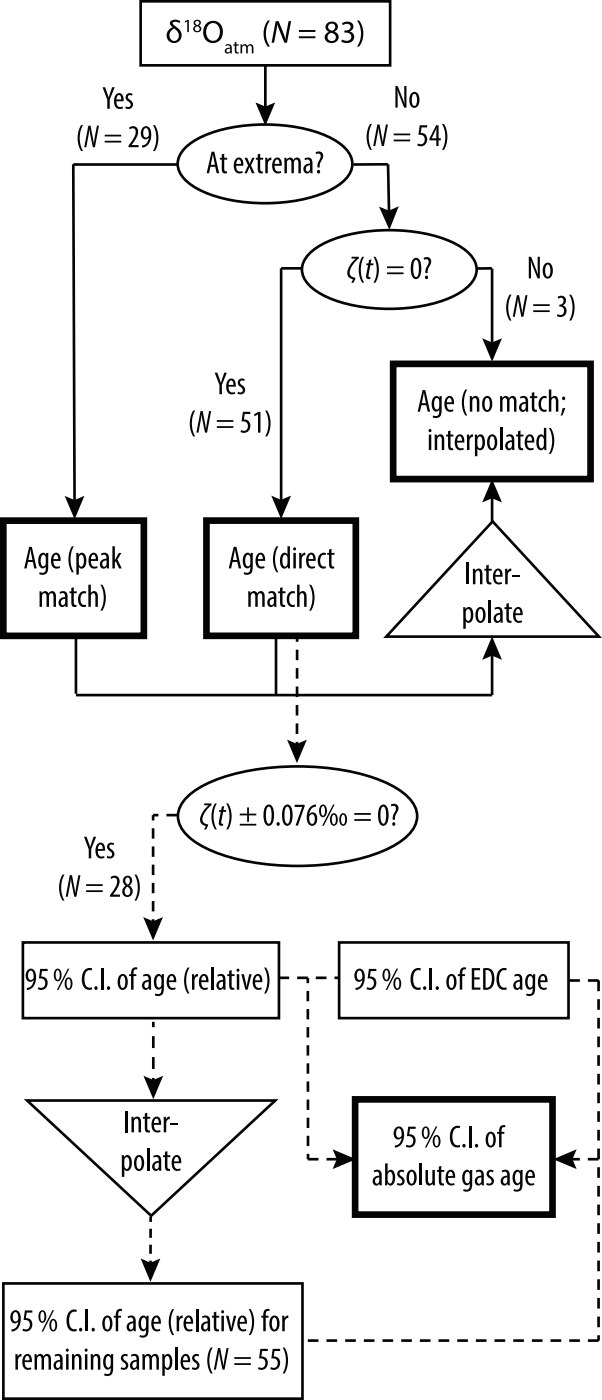 δ¹⁸Oatm (N = 83)
Yes
(N = 29)
No
(N = 54)
At extrema?
ζ(t) = 0?
No
(N = 3)
Yes
(N = 51)
Age (no match;
interpolated)
Age (peak
match)
Age (direct
match)
Inter-
polate
ζ(t) ± 0.076‰ = 0?
Yes
(N = 28)
95 % C.I. of age (relative)
95 % C.I. of EDC age
Inter-
polate
95 % C.I. of
absolute gas age
95 % C.I. of age (relative) for
remaining samples (N = 55)